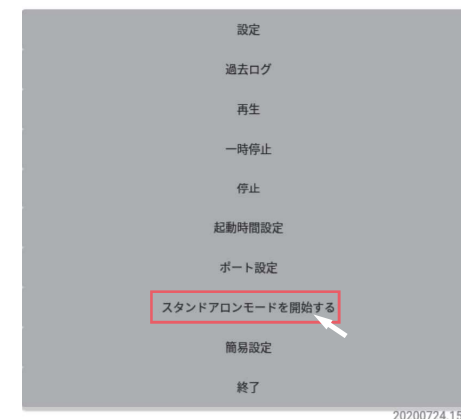 設定
過去ログ
再生
一時停止
停止
起動時間設定
ポート設定
スタンドアロンモードを開始する
簡易設定
終了
20200724.15